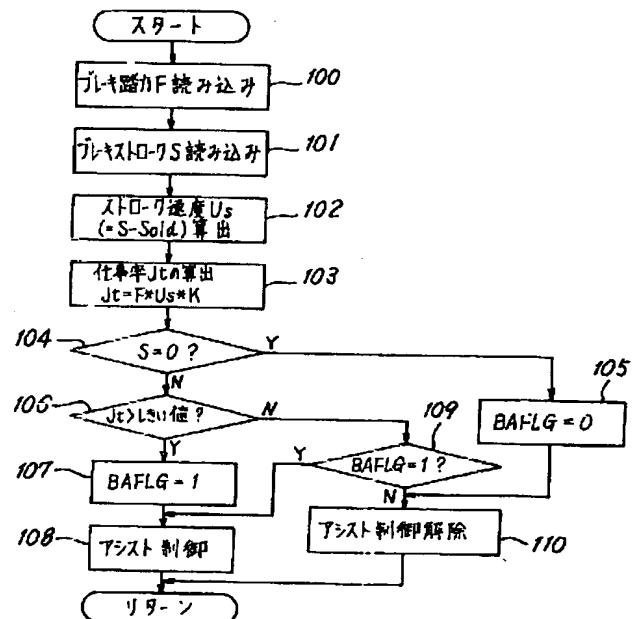 スタート
ブレーキ踏力F読み込み
100
ブレーキストロークS読み込み
101
ストローク速度Us
(=S-Sold)算出
102
仕事率Jtの算出
Jt=F*Us*K
103
104
S=0?
Y
N
105
BAFLG=0
106
Jt>しきい値?
N
Y
109
BAFLG=1?
Y
N
107
BAFLG=1
108
アシスト制御
アシスト制御解除
110
リターン